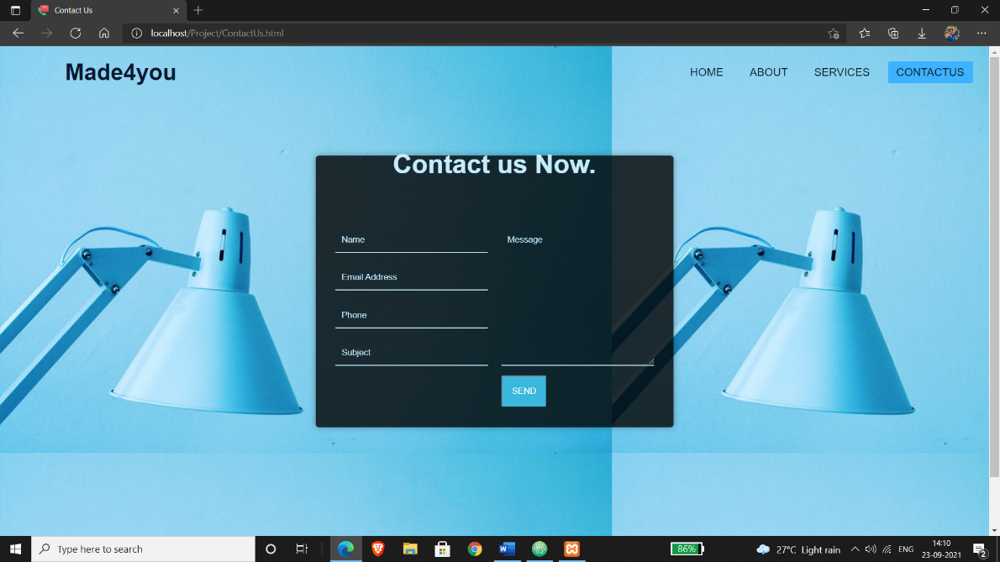 Contact Us
localhost/Project/ContactUs.html
Made4you
HOME ABOUT SERVICES CONTACTUS
Contact us Now.
Name
Message
Email Address
Phone
Subject
SEND
Type here to search
86%
27°C Light rain
ENG
14:10
23-09-2021
2